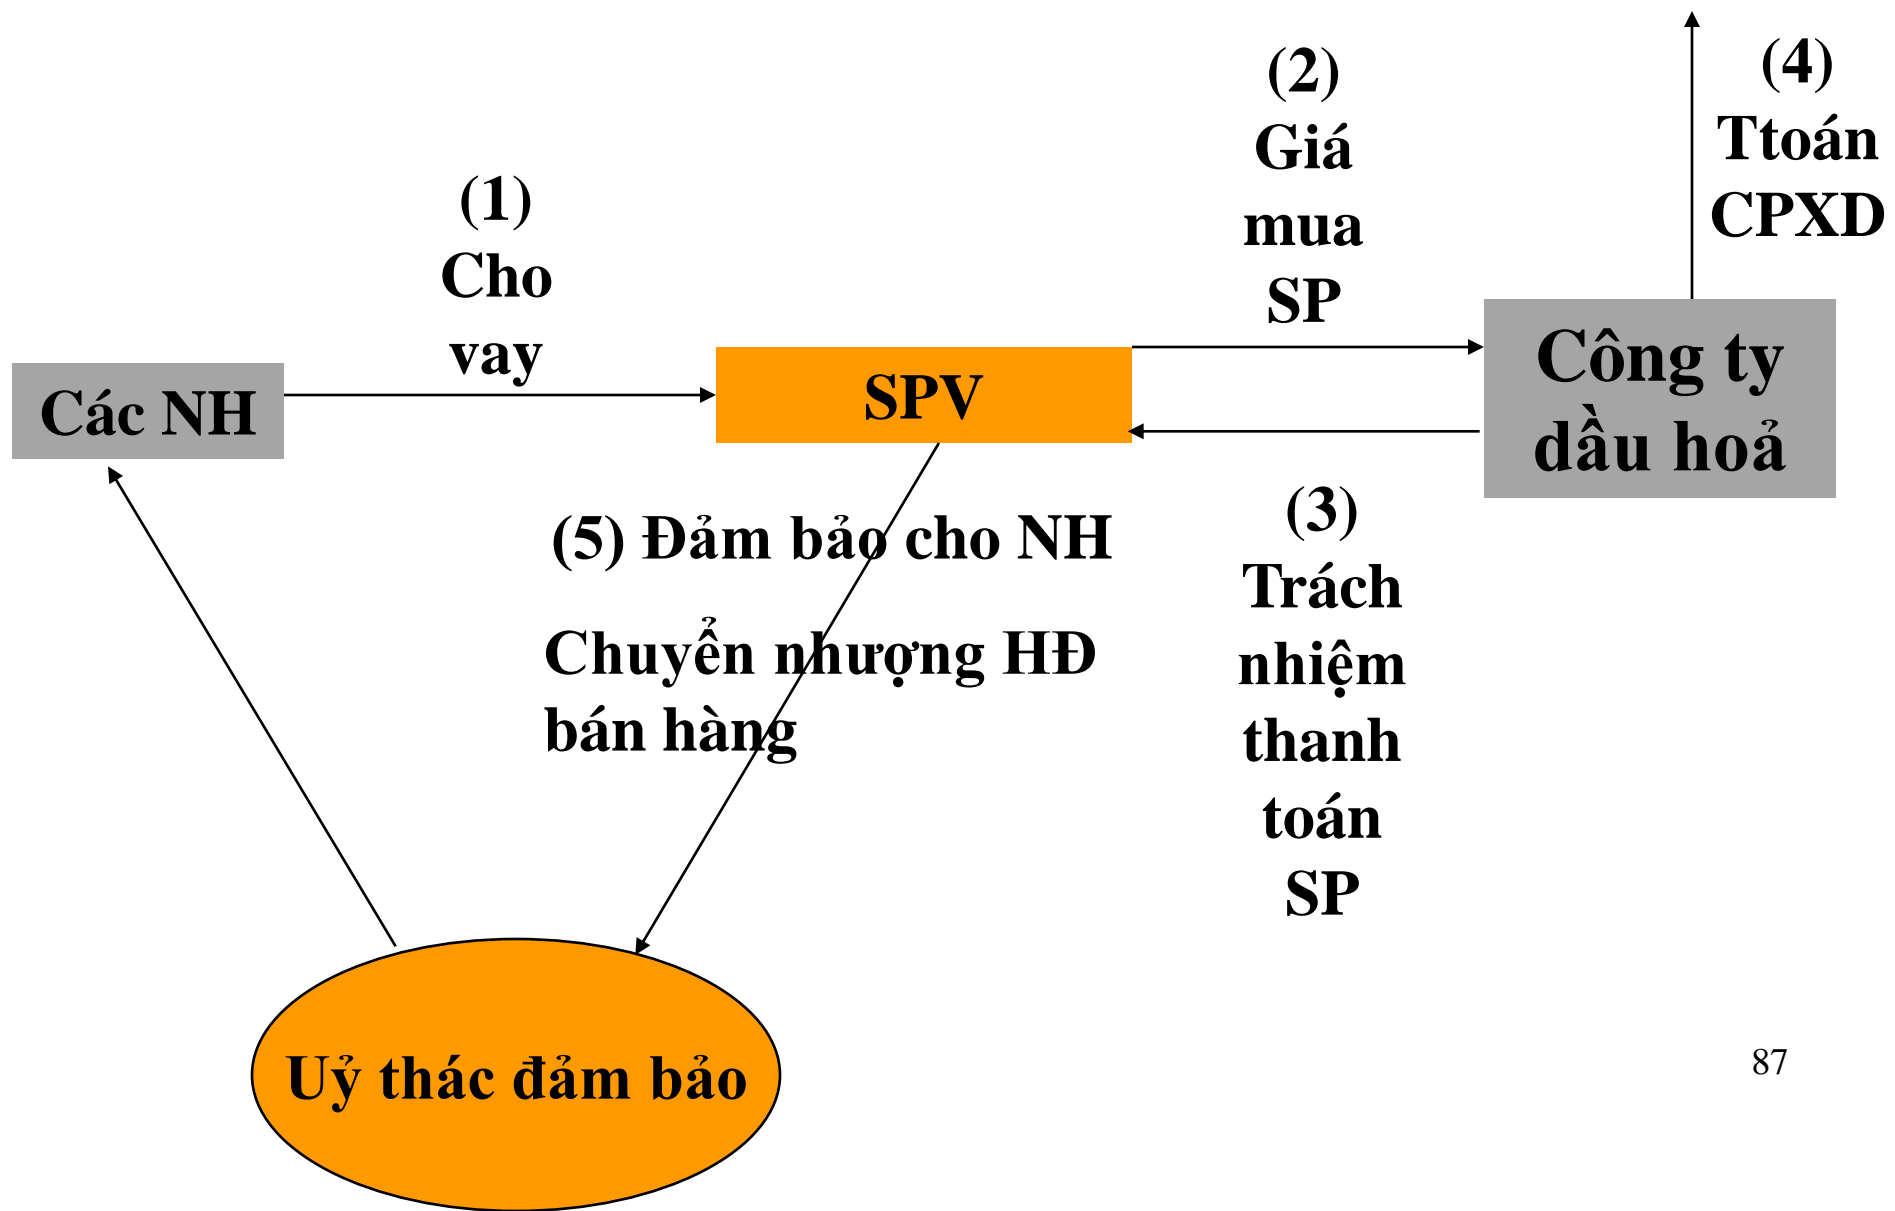 (1)
Cho
vay
(2)
Giá
mua
SP
(4)
Ttoán
CPXD
Các NH
SPV
Công ty
dầu hoả
(5) Đảm bảo cho NH
Chuyển nhượng HĐ
bán hàng
(3)
Trách
nhiệm
thanh
toán
SP
Uỷ thác đảm bảo
87